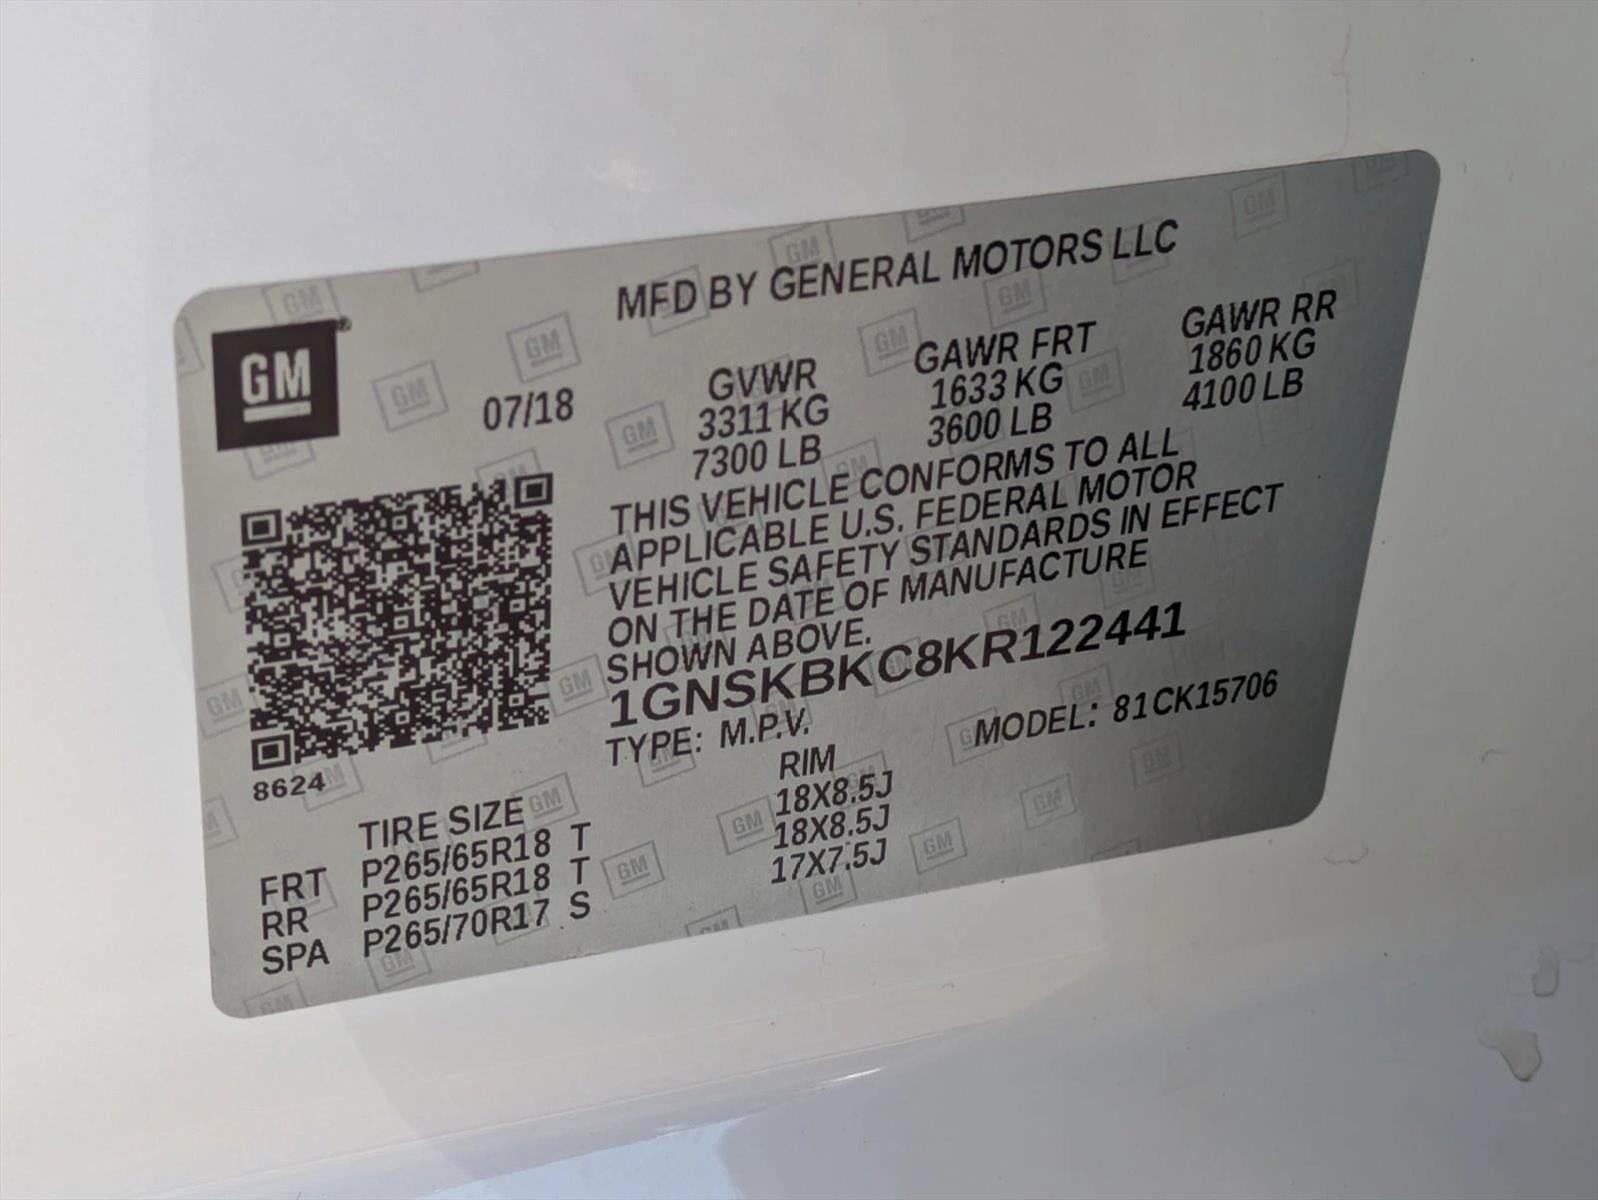 MFD BY GENERAL MOTORS LLC
GM®
07/18
GVWR GAWR FRT GAWR RR
3311 KG 1633 KG 1860 KG
7300 LB 3600 LB 4100 LB
THIS VEHICLE CONFORMS TO ALL
APPLICABLE U.S. FEDERAL MOTOR
VEHICLE SAFETY STANDARDS IN EFFECT
ON THE DATE OF MANUFACTURE
SHOWN ABOVE.
1GNSKBKC8KR122441
TYPE: M.P.V. MODEL: 81CK15706
8624
TIRE SIZE RIM
FRT P265/65R18 T 18X8.5J
RR P265/65R18 T 18X8.5J
SPA P265/70R17 S 17X7.5J